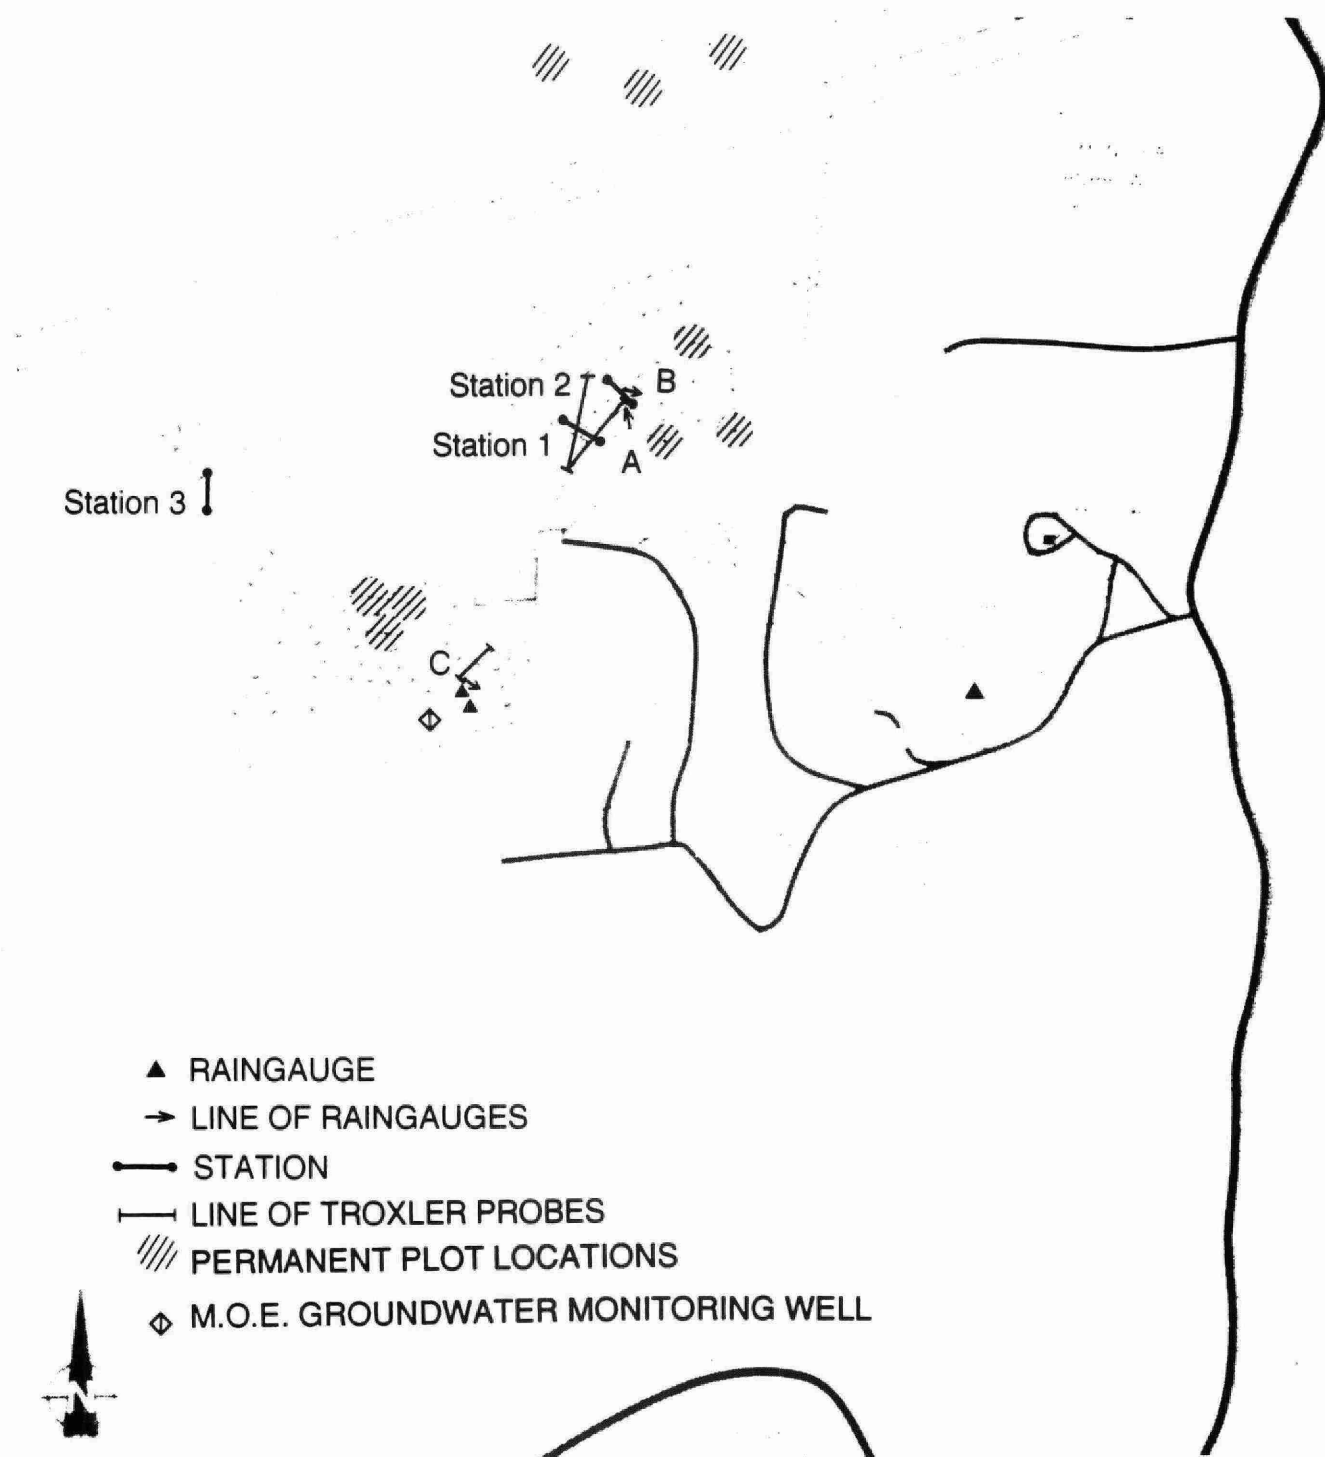 Station 2
B
Station 1
A
Station 3
C
RAINGAUGE
LINE OF RAINGAUGES
STATION
LINE OF TROXLER PROBES
PERMANENT PLOT LOCATIONS
M.O.E. GROUNDWATER MONITORING WELL
N